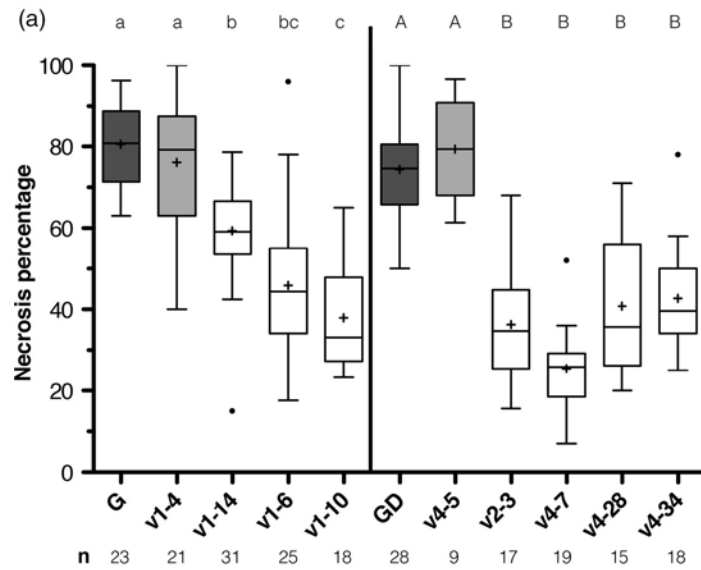 (a)
a a b bc c A A B B B B
Necrosis percentage
100
80
60
40
20
0
G v1-4 v1-14 v1-6 v1-10 GD v4-5 v2-3 v4-7 v4-28 v4-34
n 23 21 31 25 18 28 9 17 19 15 18